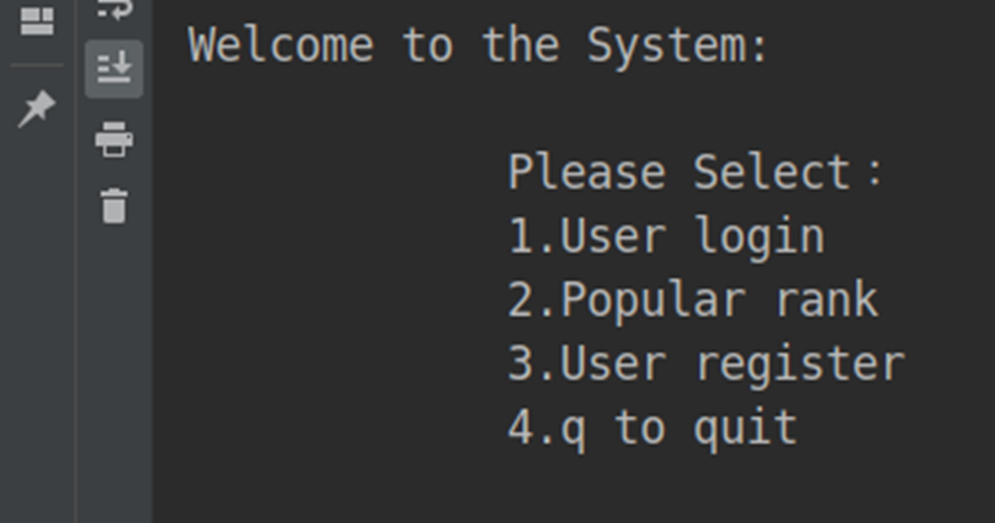 Welcome to the System:
Please Select：
1.User login
2.Popular rank
3.User register
4.q to quit